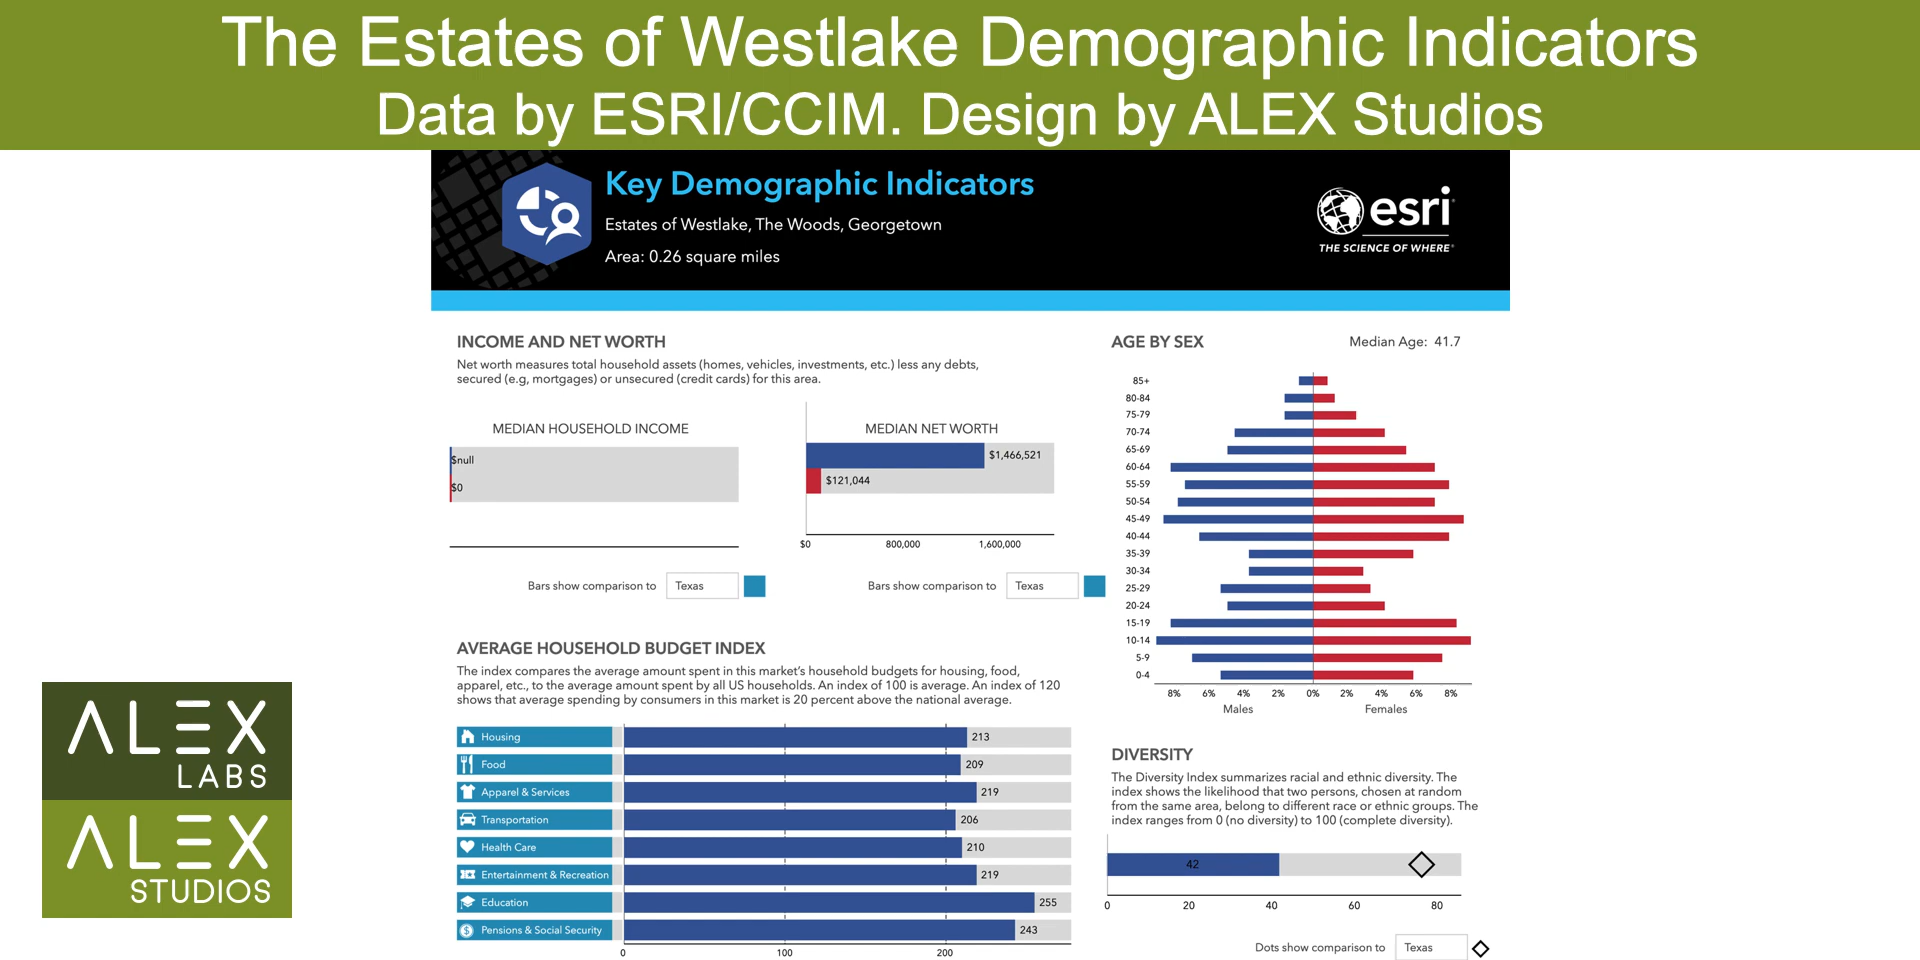 The Estates of Westlake Demographic Indicators
Data by ESRI/CCIM. Design by ALEX Studios
Key Demographic Indicators
Estates of Westlake, The Woods, Georgetown
Area: 0.26 square miles
esri
THE SCIENCE OF WHERE
INCOME AND NET WORTH
Net worth measures total household assets (homes, vehicles, investments, etc.) less any debts,
secured (e.g, mortgages) or unsecured (credit cards) for this area.
MEDIAN HOUSEHOLD INCOME
$null
$0
Bars show comparison to Texas
MEDIAN NET WORTH
$1,466,521
$121,044
$0 800,000 1,600,000
Bars show comparison to Texas
AVERAGE HOUSEHOLD BUDGET INDEX
The index compares the average amount spent in this market's household budgets for housing, food,
apparel, etc., to the average amount spent by all US households. An index of 100 is average. An index of 120
shows that average spending by consumers in this market is 20 percent above the national average.
Housing 213
Food 209
Apparel & Services 219
Transportation 206
Health Care 210
Entertainment & Recreation 219
Education 255
Pensions & Social Security 243
0 100 200
AGE BY SEX Median Age: 41.7
85+
80-84
75-79
70-74
65-69
60-64
55-59
50-54
45-49
40-44
35-39
30-34
25-29
20-24
15-19
10-14
5-9
0-4
8% 6% 4% 2% 0% 2% 4% 6% 8%
Males Females
DIVERSITY
The Diversity Index summarizes racial and ethnic diversity. The
index shows the likelihood that two persons, chosen at random
from the same area, belong to different race or ethnic groups. The
index ranges from 0 (no diversity) to 100 (complete diversity).
42
0 20 40 60 80
Dots show comparison to Texas
ALEX
LABS
ALEX
STUDIOS